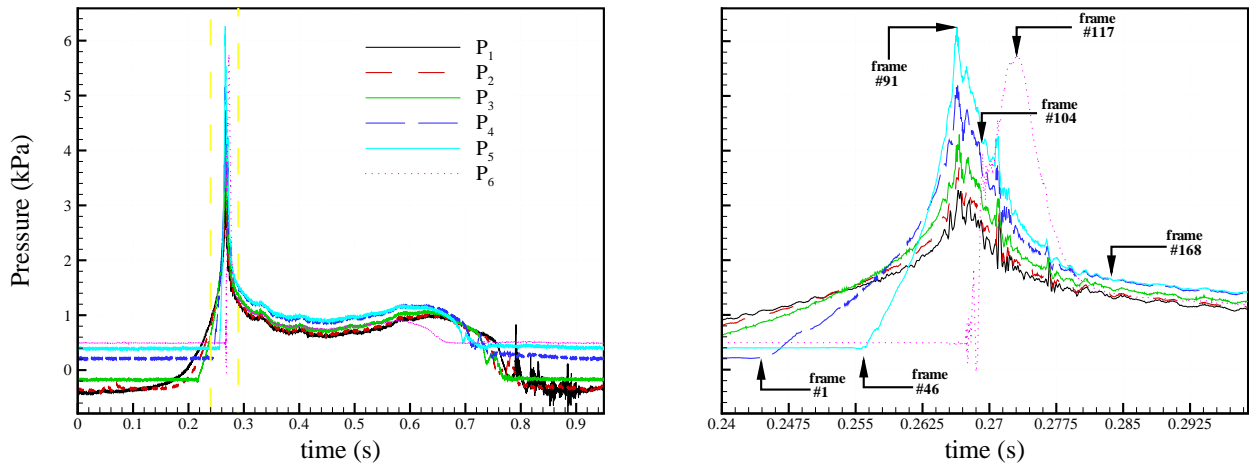 6
5
4
3
2
1
0
Pressure (kPa)
P1
P2
P3
P4
P5
P6
0 0.1 0.2 0.3 0.4 0.5 0.6 0.7 0.8 0.9
time (s)
frame
#91
frame
#117
frame
#104
frame
#168
frame
#1
frame
#46
0.24 0.2475 0.255 0.2625 0.27 0.2775 0.285 0.2925
time (s)